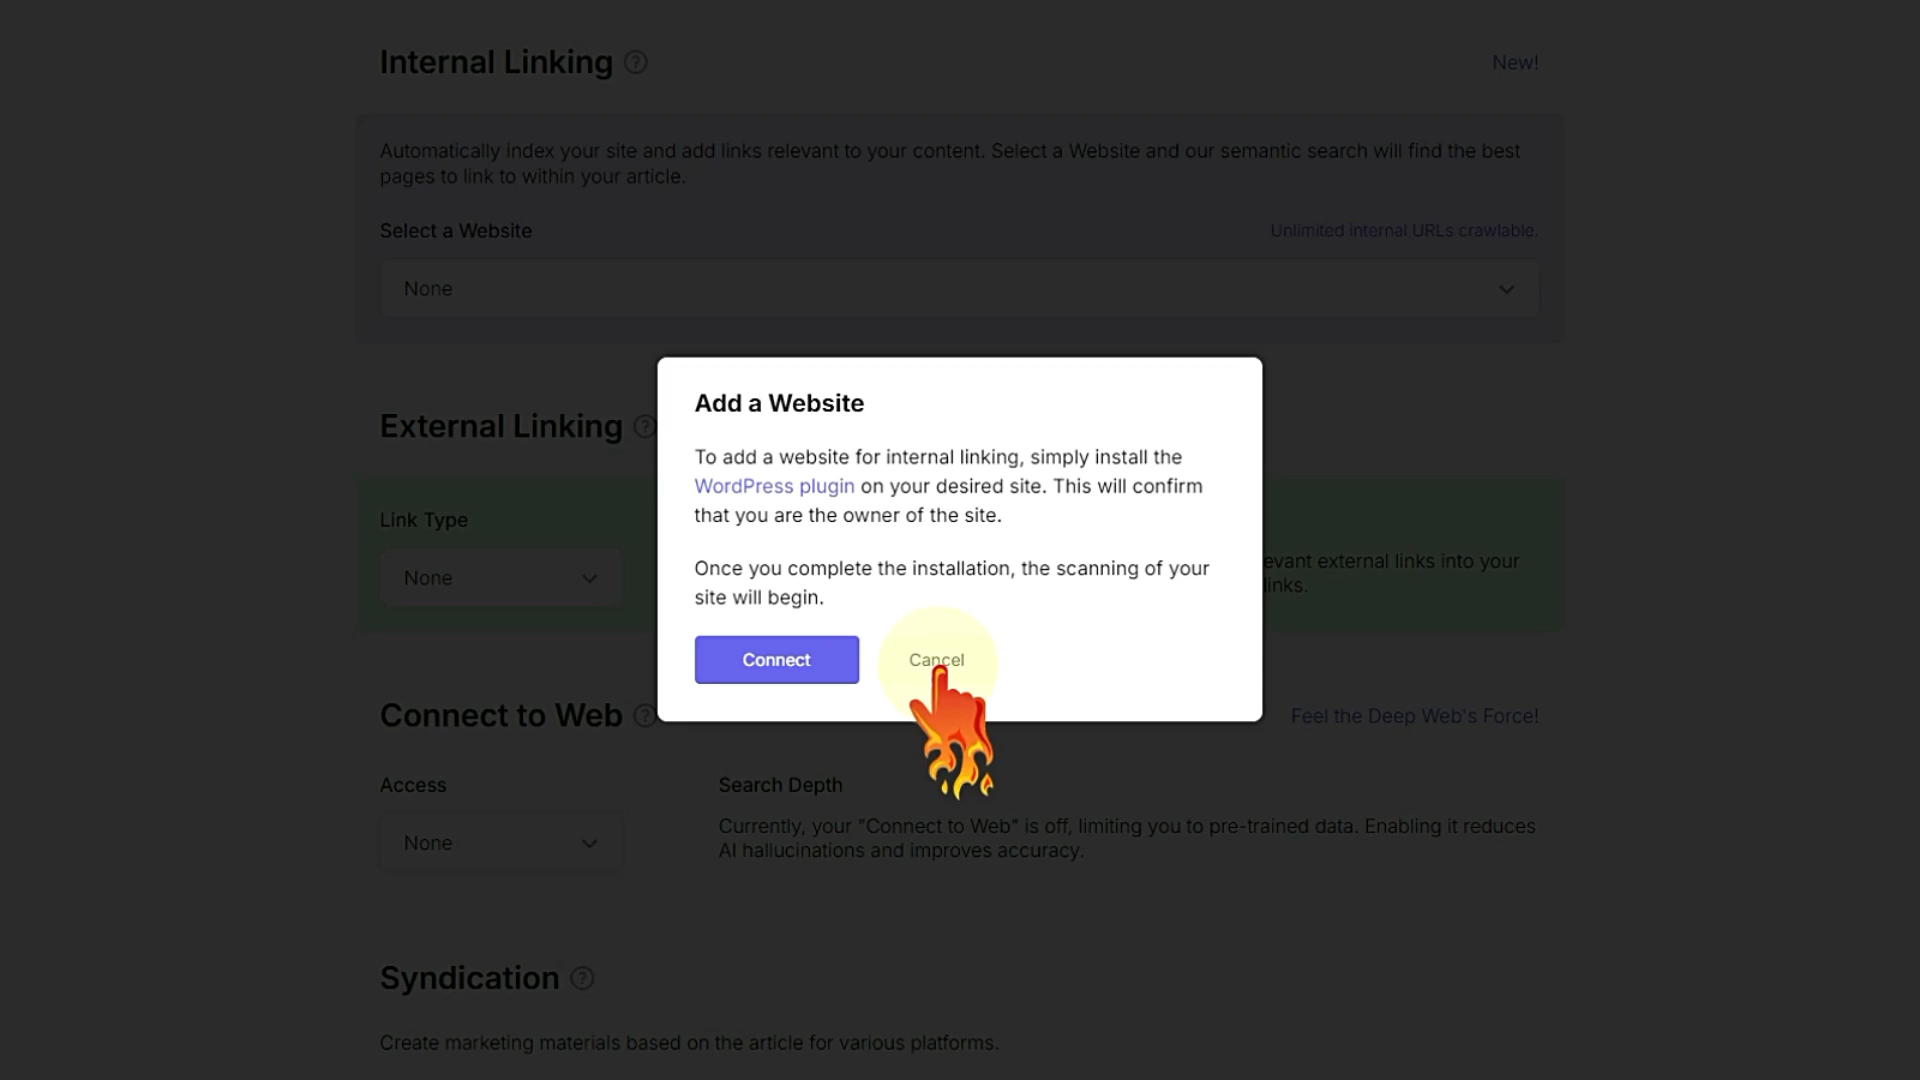 Internal Linking ?
New!
Automatically index your site and add links relevant to your content. Select a Website and our semantic search will find the best
pages to link to within your article.
Select a Website
Unlimited internal URLs crawlable.
None
Add a Website
To add a website for internal linking, simply install the
WordPress plugin on your desired site. This will confirm
that you are the owner of the site.
Once you complete the installation, the scanning of your
site will begin.
Connect
Cancel
External Linking ?
Link Type
None
evant external links into your
links.
Connect to Web ?
Feel the Deep Web's Force!
Access
Search Depth
None
Currently, your "Connect to Web" is off, limiting you to pre-trained data. Enabling it reduces
AI hallucinations and improves accuracy.
Syndication ?
Create marketing materials based on the article for various platforms.